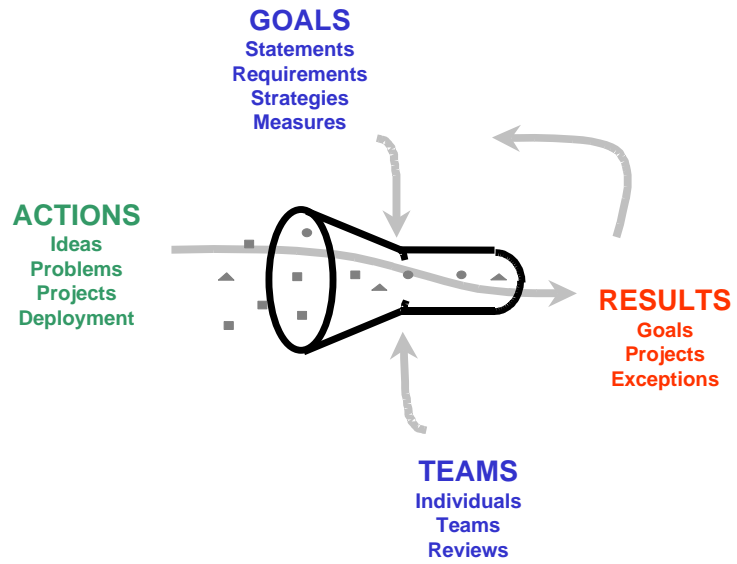 GOALS
Statements
Requirements
Strategies
Measures
ACTIONS
Ideas
Problems
Projects
Deployment
RESULTS
Goals
Projects
Exceptions
TEAMS
Individuals
Teams
Reviews